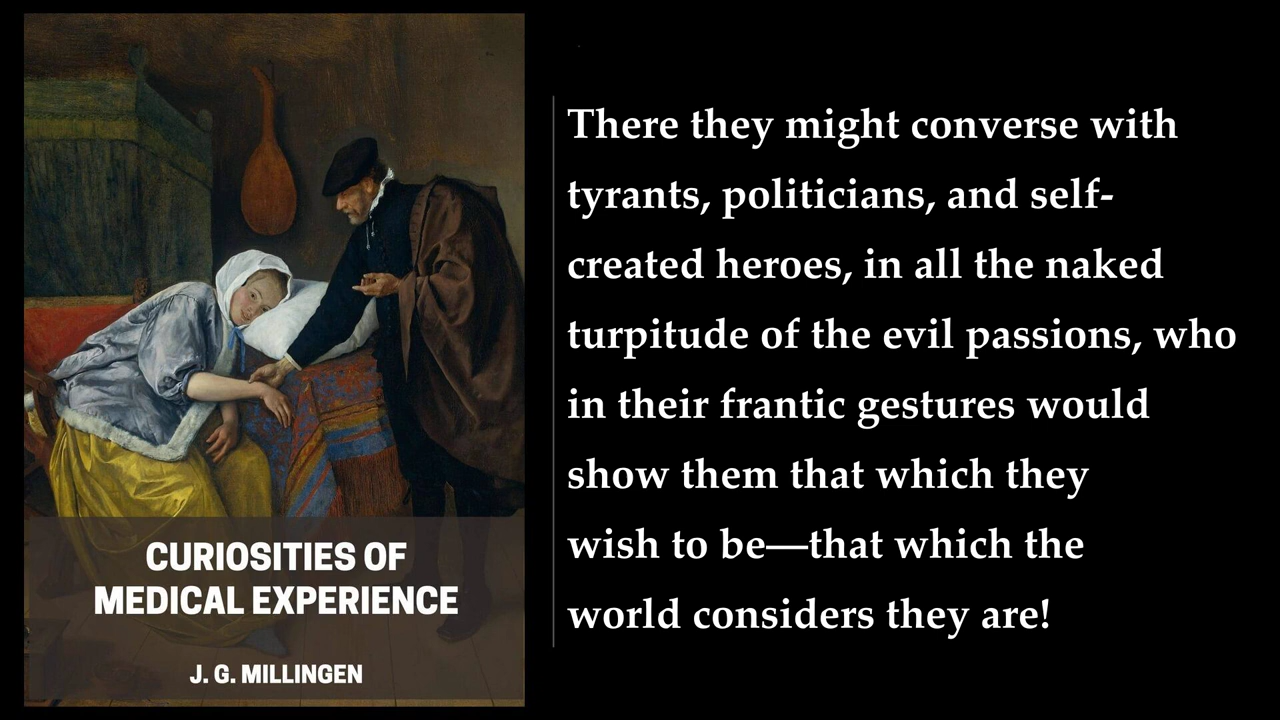 CURIOSITIES OF
MEDICAL EXPERIENCE
J. G. MILLINGEN
There they might converse with
tyrants, politicians, and self-
created heroes, in all the naked
turpitude of the evil passions, who
in their frantic gestures would
show them that which they
wish to be—that which the
world considers they are!